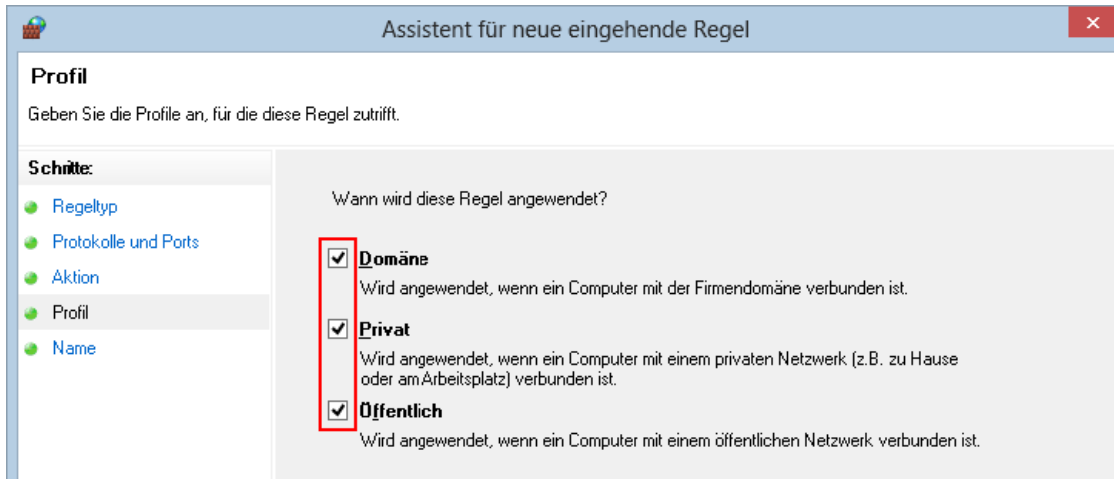 Assistent für neue eingehende Regel
Profil
Geben Sie die Profile an, für die diese Regel zutrifft.
Schritte:
Regeltyp
Protokolle und Ports
Aktion
Profil
Name
Wann wird diese Regel angewendet?
Domäne
Wird angewendet, wenn ein Computer mit der Firmendomäne verbunden ist.
Privat
Wird angewendet, wenn ein Computer mit einem privaten Netzwerk (z.B. zu Hause
oder am Arbeitsplatz) verbunden ist.
Öffentlich
Wird angewendet, wenn ein Computer mit einem öffentlichen Netzwerk verbunden ist.